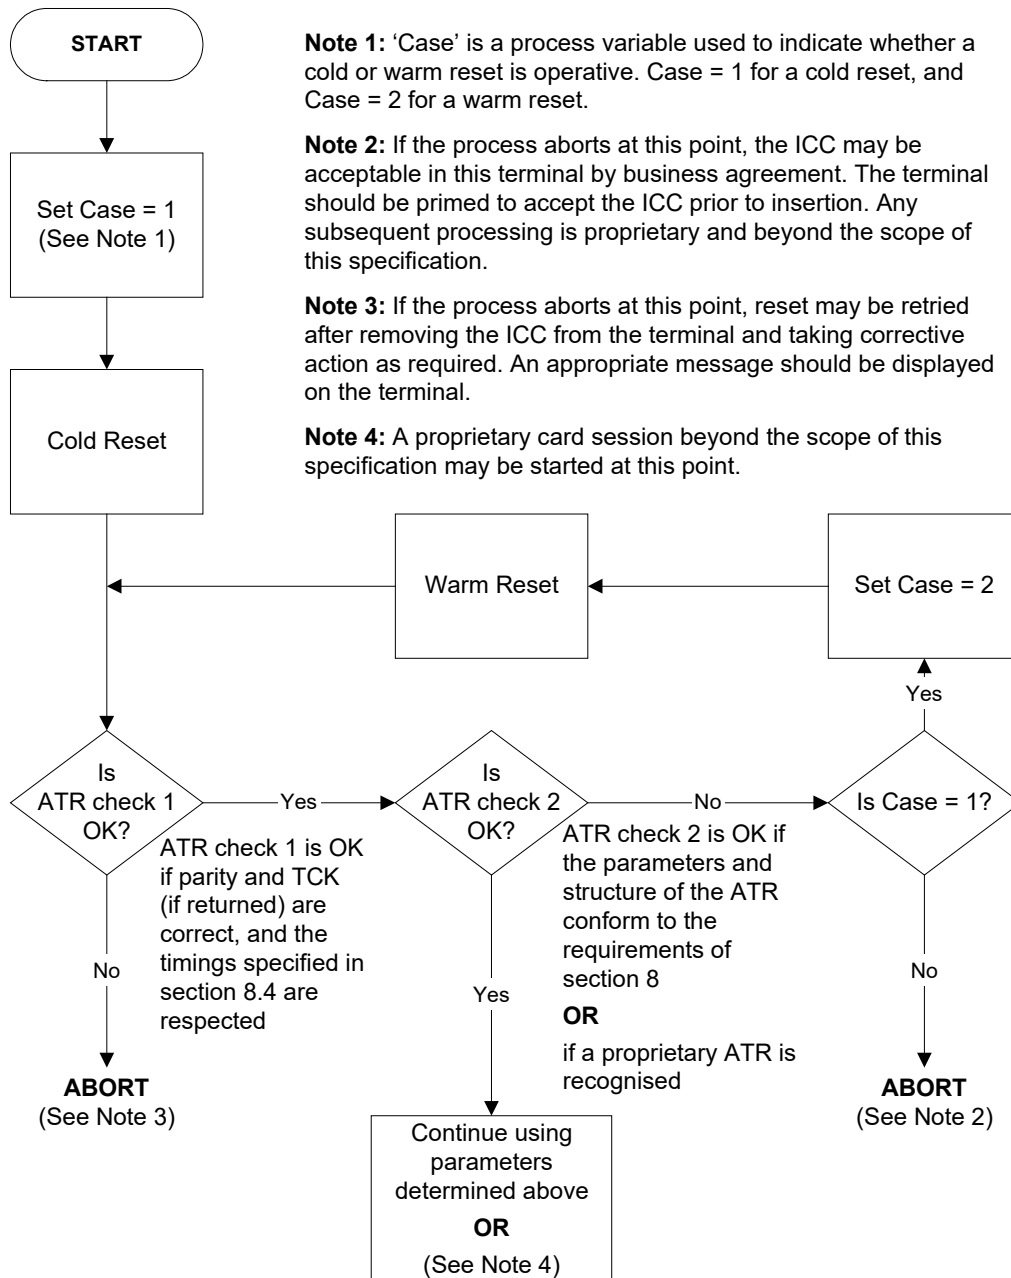 START
Note 1: ‘Case’ is a process variable used to indicate whether a
cold or warm reset is operative. Case = 1 for a cold reset, and
Case = 2 for a warm reset.
Note 2: If the process aborts at this point, the ICC may be
acceptable in this terminal by business agreement. The terminal
should be primed to accept the ICC prior to insertion. Any
subsequent processing is proprietary and beyond the scope of
this specification.
Note 3: If the process aborts at this point, reset may be retried
after removing the ICC from the terminal and taking corrective
action as required. An appropriate message should be displayed
on the terminal.
Note 4: A proprietary card session beyond the scope of this
specification may be started at this point.
Set Case = 1
(See Note 1)
Cold Reset
Warm Reset
Set Case = 2
Yes
Is
ATR check 1
OK?
Yes
ATR check 1 is OK
if parity and TCK
(if returned) are
correct, and the
timings specified in
section 8.4 are
respected
No
ABORT
(See Note 3)
Is
ATR check 2
OK?
No
ATR check 2 is OK if
the parameters and
structure of the ATR
conform to the
requirements of
section 8
OR
if a proprietary ATR is
recognised
Yes
Continue using
parameters
determined above
OR
(See Note 4)
Is Case = 1?
No
ABORT
(See Note 2)